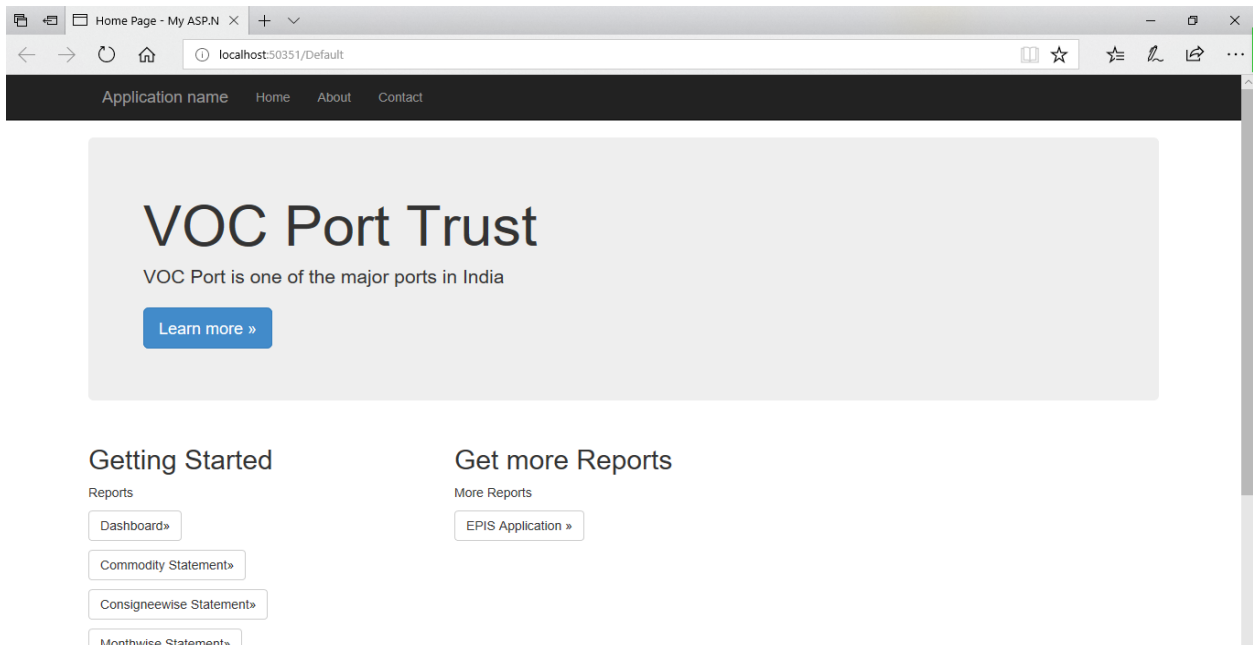 Home Page - My ASP.N
localhost:50351/Default
Application name Home About Contact
VOC Port Trust
VOC Port is one of the major ports in India
Learn more »
Getting Started
Reports
Dashboard»
Commodity Statement»
Consigneewise Statement»
Monthwise Statement»
Get more Reports
More Reports
EPIS Application »